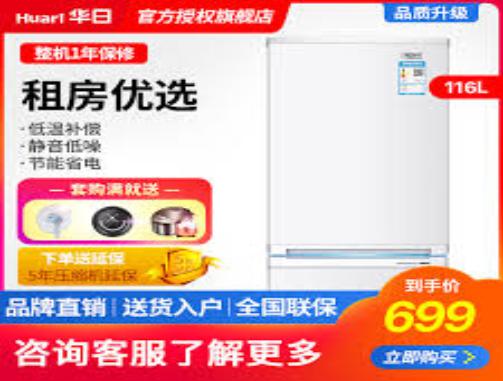 Huari 华日 官方授权旗舰店
品质升级
整机1年保修
租房优选
·低温补偿
·静音低噪
·节能省电
116L
套购满就送
下单送延保
5年压缩机延保
品牌直销 送货入户 全国联保
到手价
699
咨询客服了解更多
立即购买>